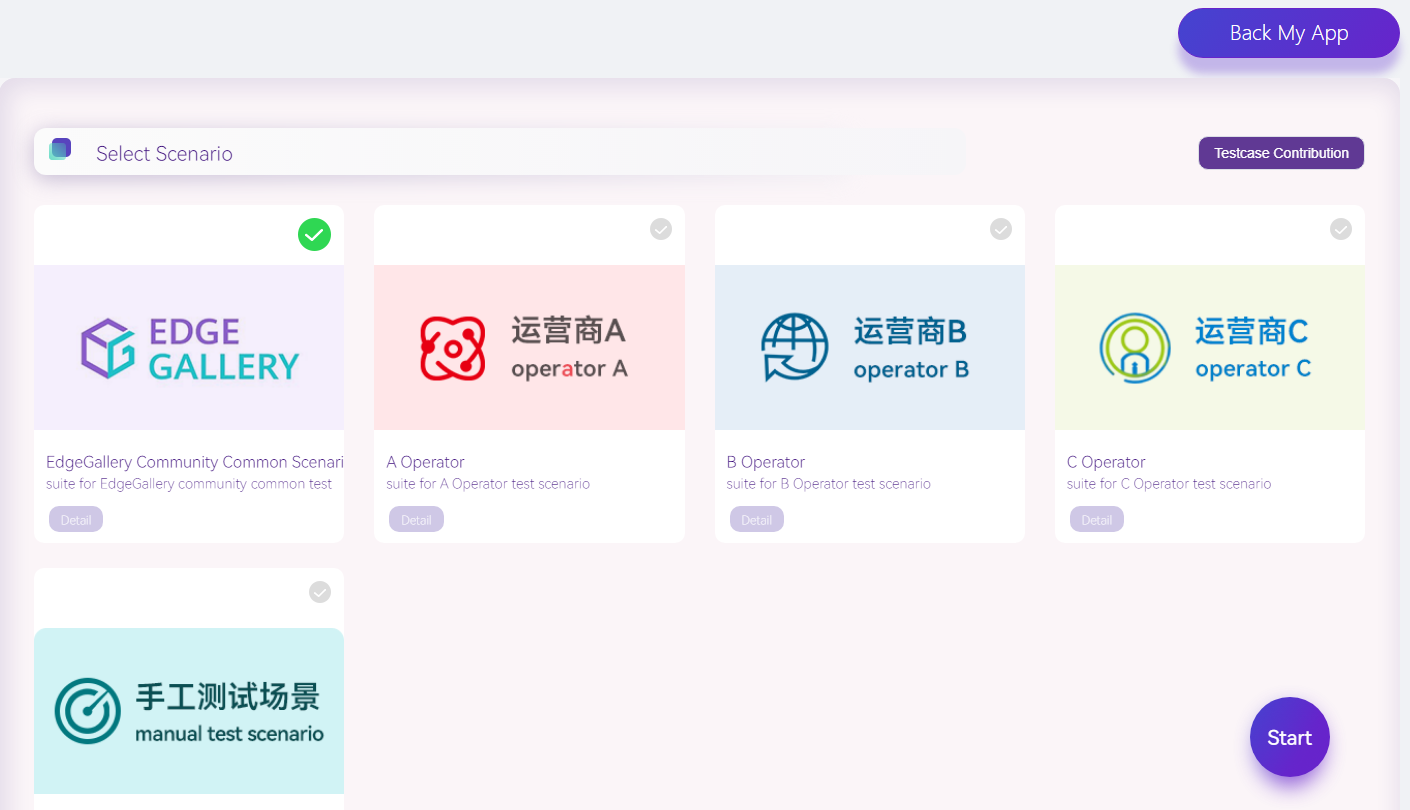 Back My App
Select Scenario
Testcase Contribution
EDGE
GALLERY
运营商A
operator A
运营商B
operator B
运营商C
operator C
EdgeGallery Community Common Scenari
suite for EdgeGallery community common test
Detail
A Operator
suite for A Operator test scenario
Detail
B Operator
suite for B Operator test scenario
Detail
C Operator
suite for C Operator test scenario
Detail
手工测试场景
manual test scenario
Start